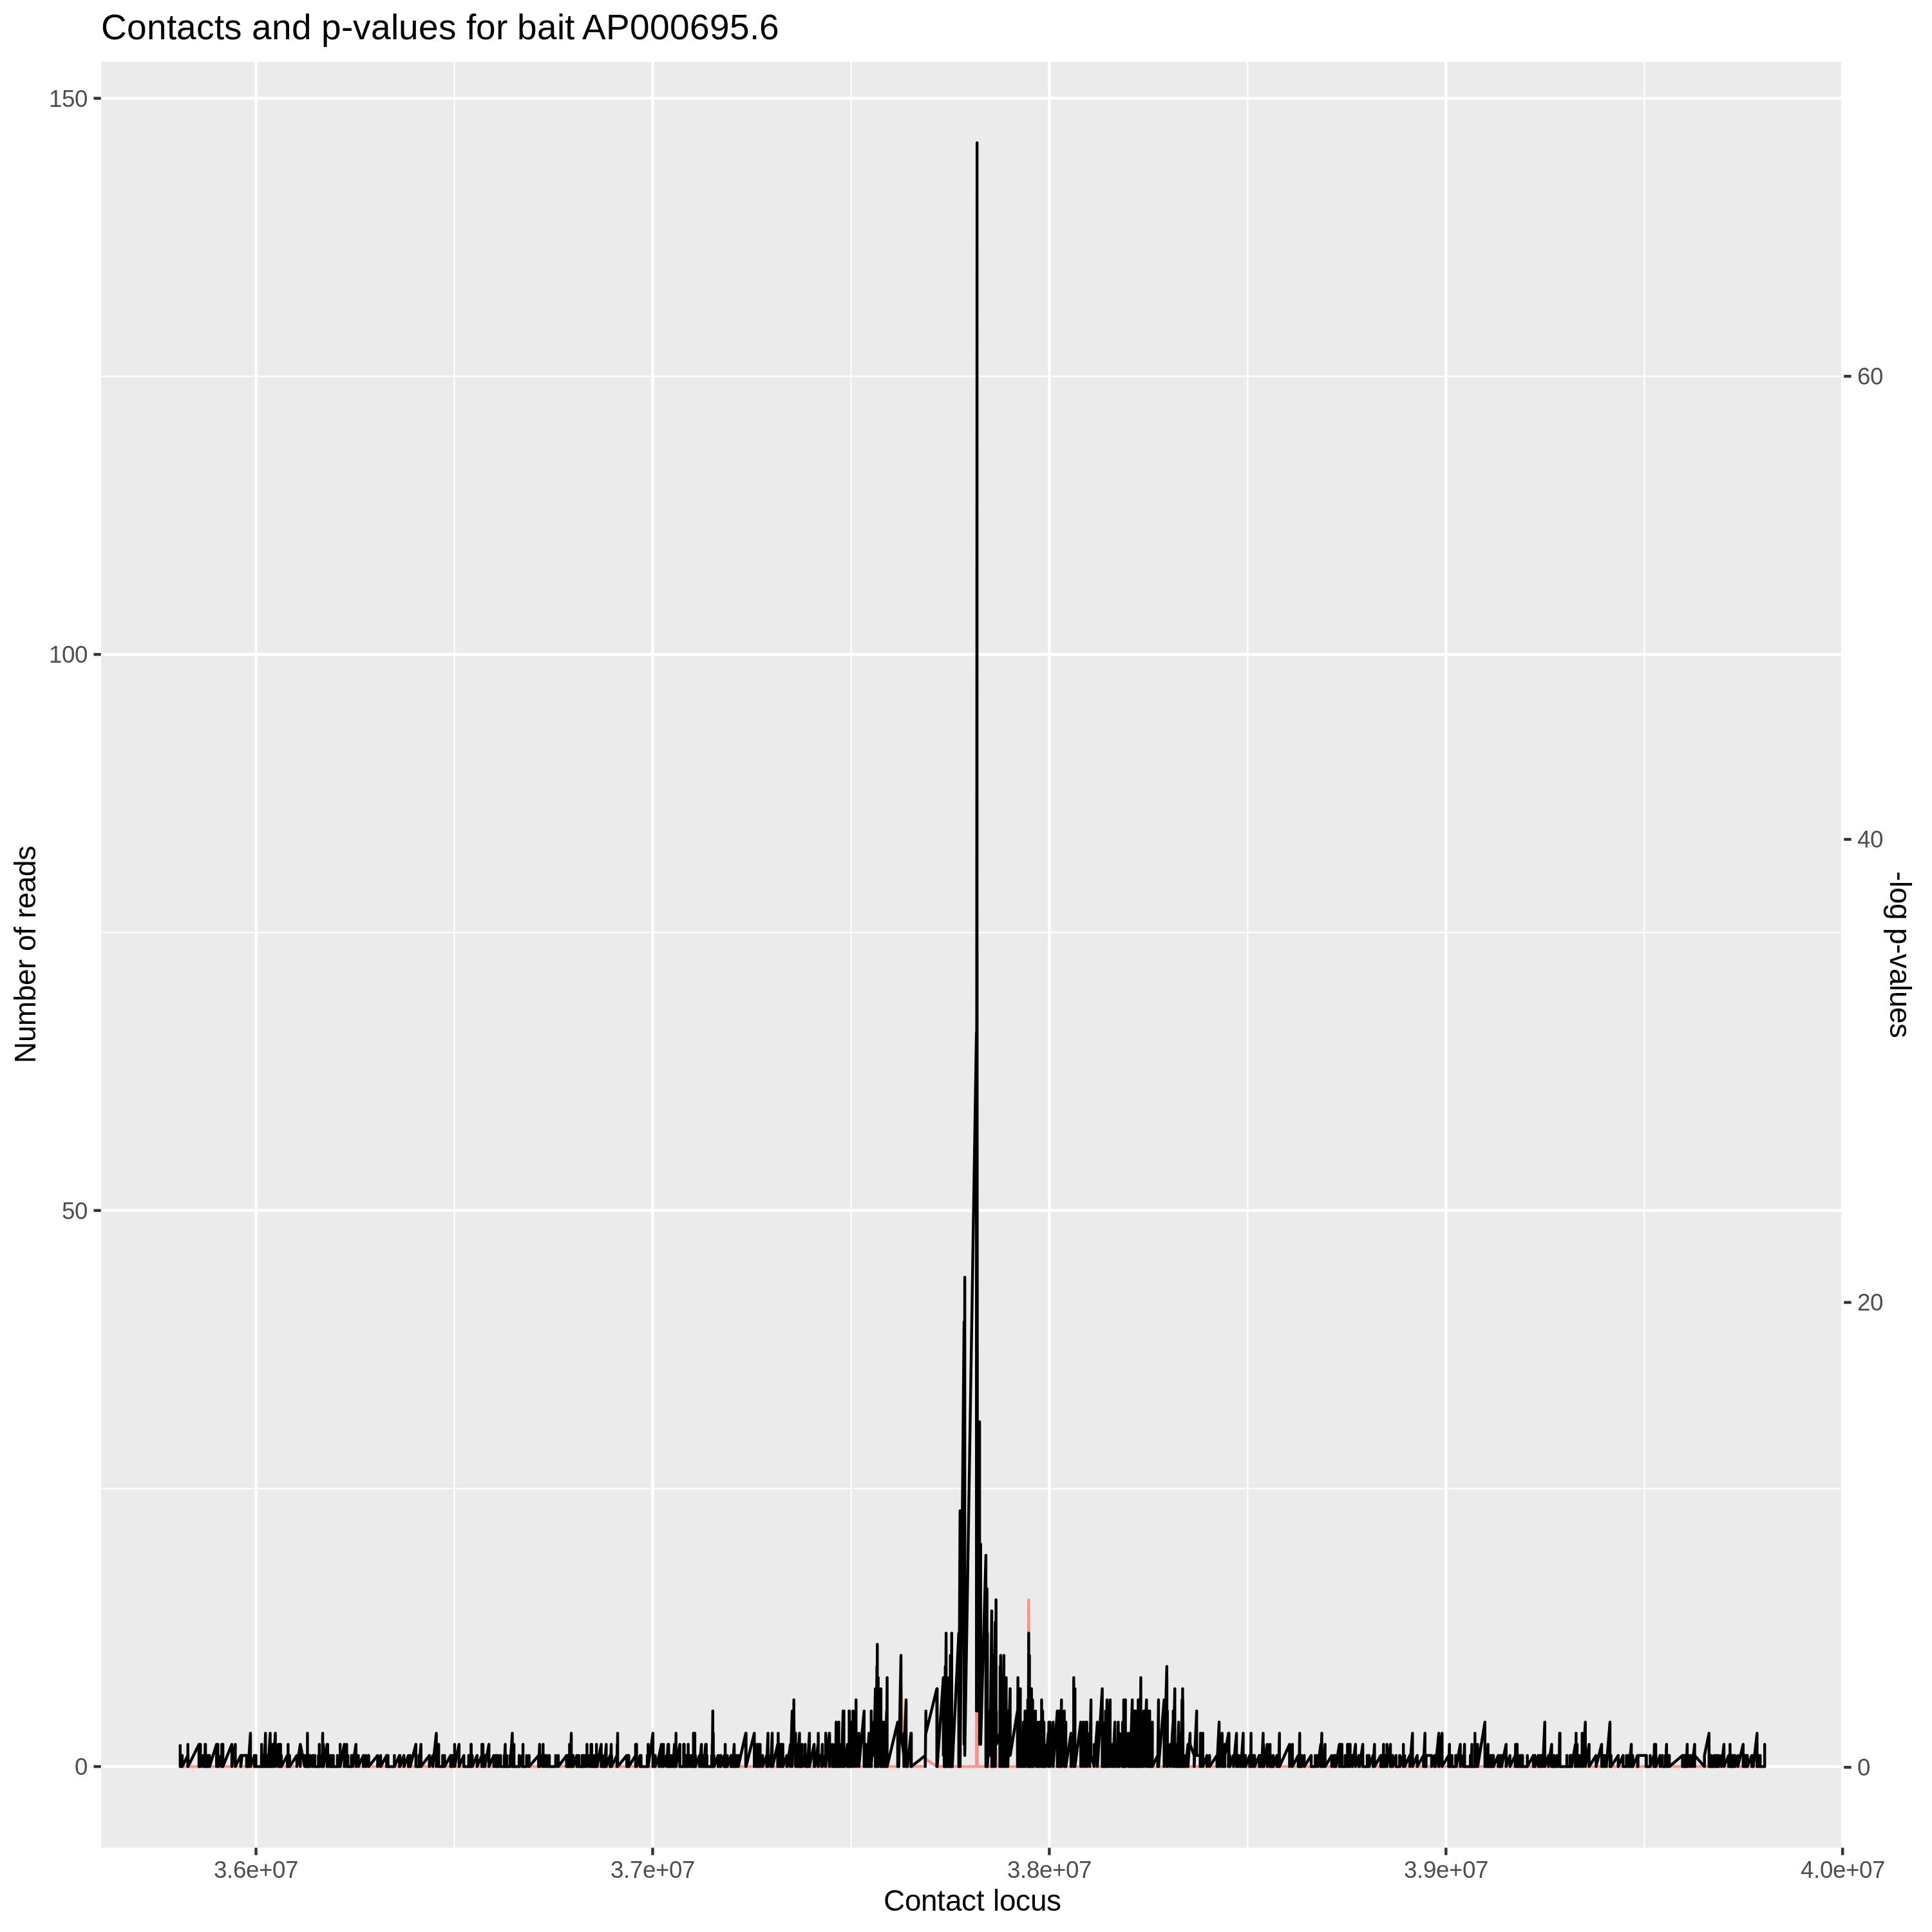 Contacts and p-values for bait AP000695.6
150
100
50
0
Number of reads
60
40
20
0
-log p-values
3.6e+07
3.7e+07
3.8e+07
3.9e+07
4.0e+07
Contact locus